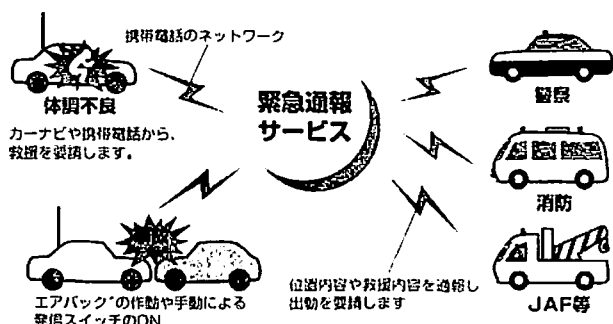 携帯電話のネットワーク
体調不良
カーナビや携帯電話から、
救援を要請します。
緊急通報
サービス
警察
消防
JAF等
エアバック*の作動や手動による
発信スイッチのON
位置内容や救援内容を通報し
出動を要請します